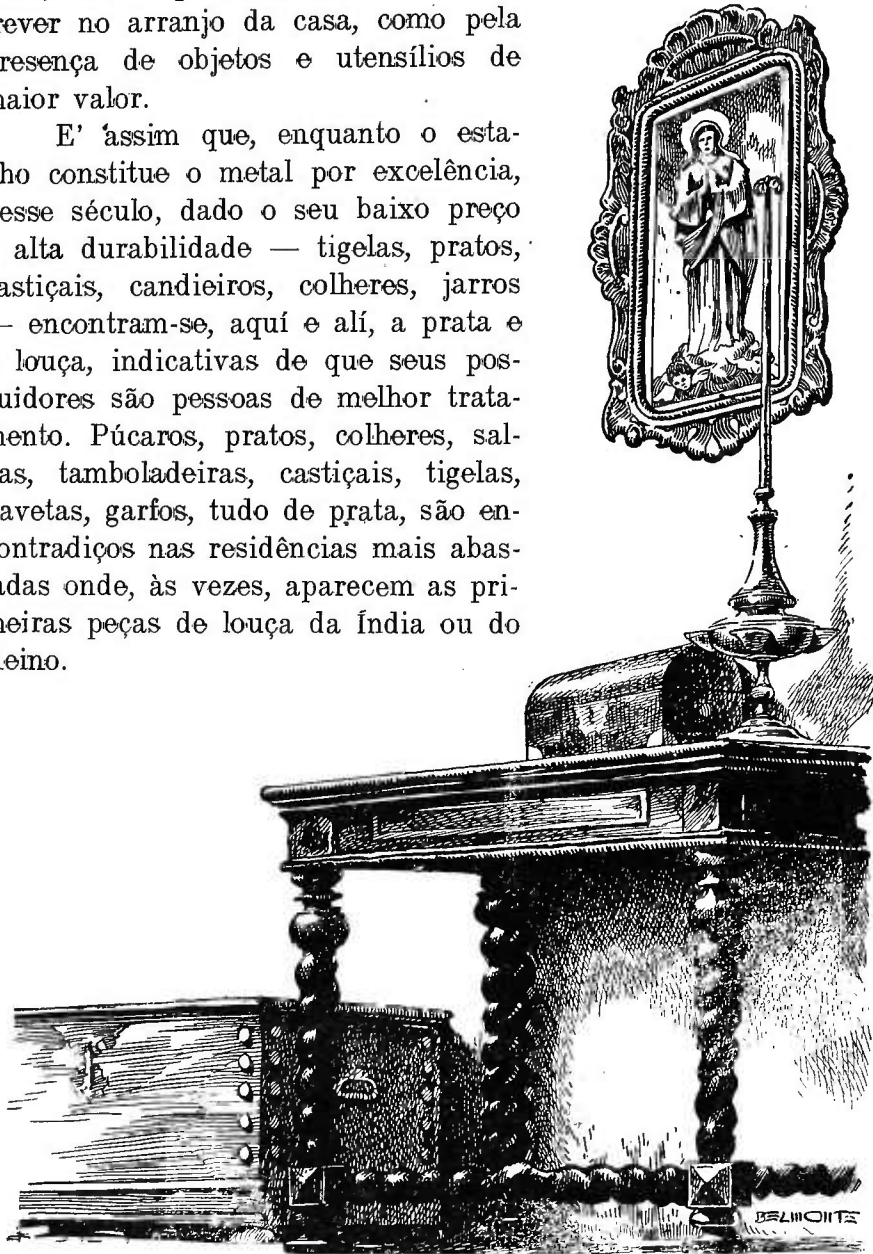 rever no arranjo da casa, como pela
resença de objetos e utensílios de
naior valor.
E' assim que, enquanto o esta-
ho constitue o metal por excelência,
esse século, dado o seu baixo preço
alta durabilidade — tigelas, pratos,
astiçais, candieiros, colheres, jarros
— encontram-se, aquí e alí, a prata e
louça, indicativas de que seus pos-
uidores são pessoas de melhor trata-
nento. Púcaros, pratos, colheres, sal-
as, tamboladeiras, castiçais, tigelas,
avetas, garfos, tudo de prata, são en-
ontradiços nas residências mais abas-
adas onde, às vezes, aparecem as pri-
neiras peças de louça da Índia ou do
eino.
BELMONTE